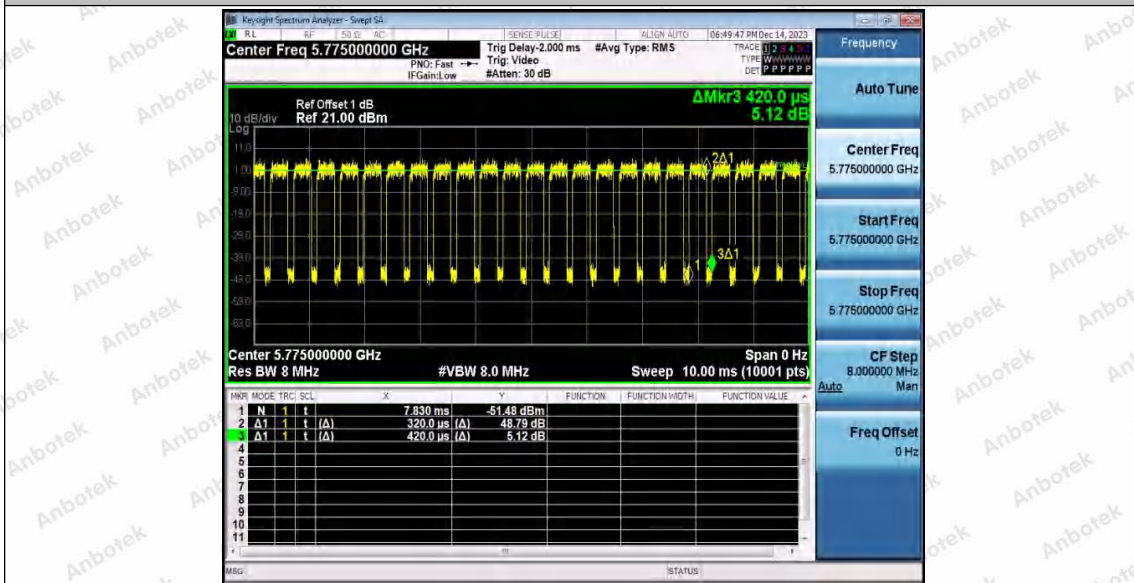 Keysight Spectrum Analyzer - Swept SA
RL RF 50 Ω AC SENSE:PULSE ALIGN AUTO 06:49:47 PM Dec 14, 2023
Center Freq 5.775000000 GHz
PNO: Fast
IFGain:Low
Trig Delay-2.000 ms
Trig: Video
#Atten: 30 dB
#Avg Type: RMS
TRACE 1 2 3 4 5 6
TYPE
DET P P P P P P
ΔMkr3 420.0 µs
5.12 dB
Ref Offset 1 dB
10 dB/div Ref 21.00 dBm
Log
11.0
1.00
-9.00
-19.0
-29.0
-39.0
-49.0
-59.0
-69.0
2Δ1
1
3Δ1
Center 5.775000000 GHz Span 0 Hz
Res BW 8 MHz #VBW 8.0 MHz Sweep 10.00 ms (10001 pts)
MKR MODE TRC SCL X Y FUNCTION FUNCTION WIDTH FUNCTION VALUE
1 N 1 t 7.830 ms -51.48 dBm
2 Δ1 1 t (Δ) 320.0 µs (Δ) 48.79 dB
3 Δ1 1 t (Δ) 420.0 µs (Δ) 5.12 dB
4
5
6
7
8
9
10
11
MSG STATUS
Frequency
Auto Tune
Center Freq
5.775000000 GHz
Start Freq
5.775000000 GHz
Stop Freq
5.775000000 GHz
CF Step
8.000000 MHz
Auto Man
Freq Offset
0 Hz
Anbotek